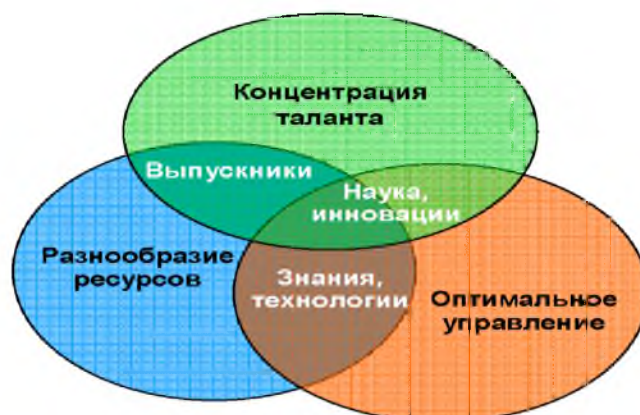 Концентрация
таланта
Выпускники
Наука,
инновации
Разнообразие
ресурсов
Знания,
технологии
Оптимальное
управление